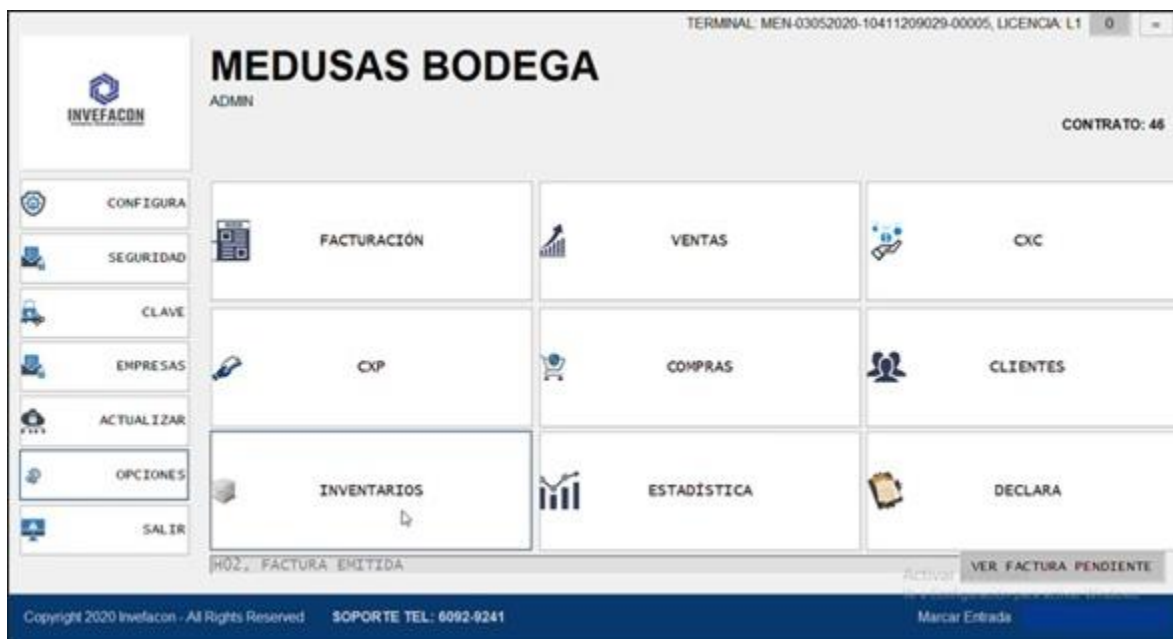 TERMINAL: MEN-03052020-10411209029-00005, LICENCIA: L1 0
MEDUSAS BODEGA
ADMIN
INVEFACON
CONTRATO: 46
CONFIGURA
SEGURIDAD
CLAVE
EMPRESAS
ACTUALIZAR
OPCIONES
SALIR
FACTURACIÓN
VENTAS
CXC
CXP
COMPRAS
CLIENTES
INVENTARIOS
ESTADÍSTICA
DECLARA
H02, FACTURA EMITIDA
Activar
VER FACTURA PENDIENTE
Copyright 2020 Invefacon - All Rights Reserved
SOPORTE TEL: 6092-9241
Marcar Entrada